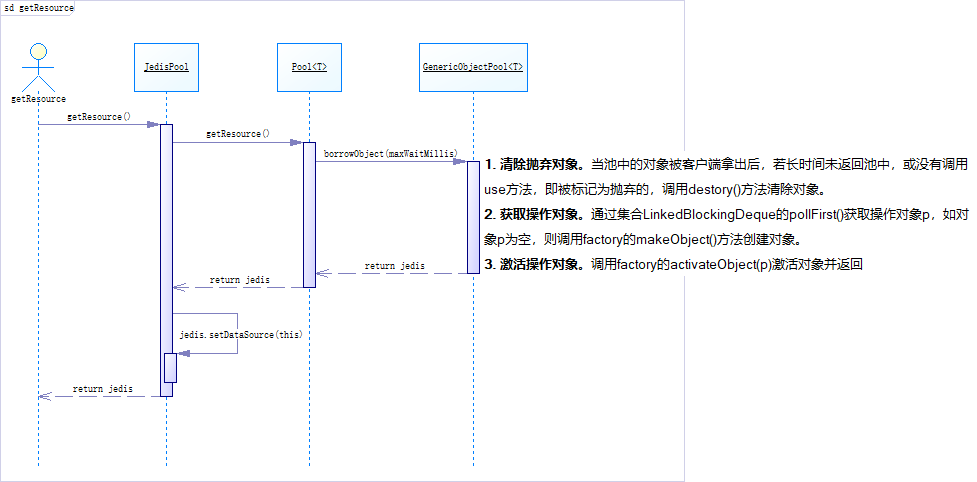 sd getResource
JedisPool
Pool<T>
GenericObjectPool<T>
getResource
getResource()
getResource()
borrowObject(maxWaitMillis)
1. 清除抛弃对象。当池中的对象被客户端拿出后，若长时间未返回池中，或没有调用
use方法，即被标记为抛弃的，调用destory()方法清除对象。
2. 获取操作对象。通过集合LinkedBlockingDeque的pollFirst()获取操作对象p，如对
象p为空，则调用factory的makeObject()方法创建对象。
3. 激活操作对象。调用factory的activateObject(p)激活对象并返回
return jedis
return jedis
jedis.setDataSource(this)
return jedis